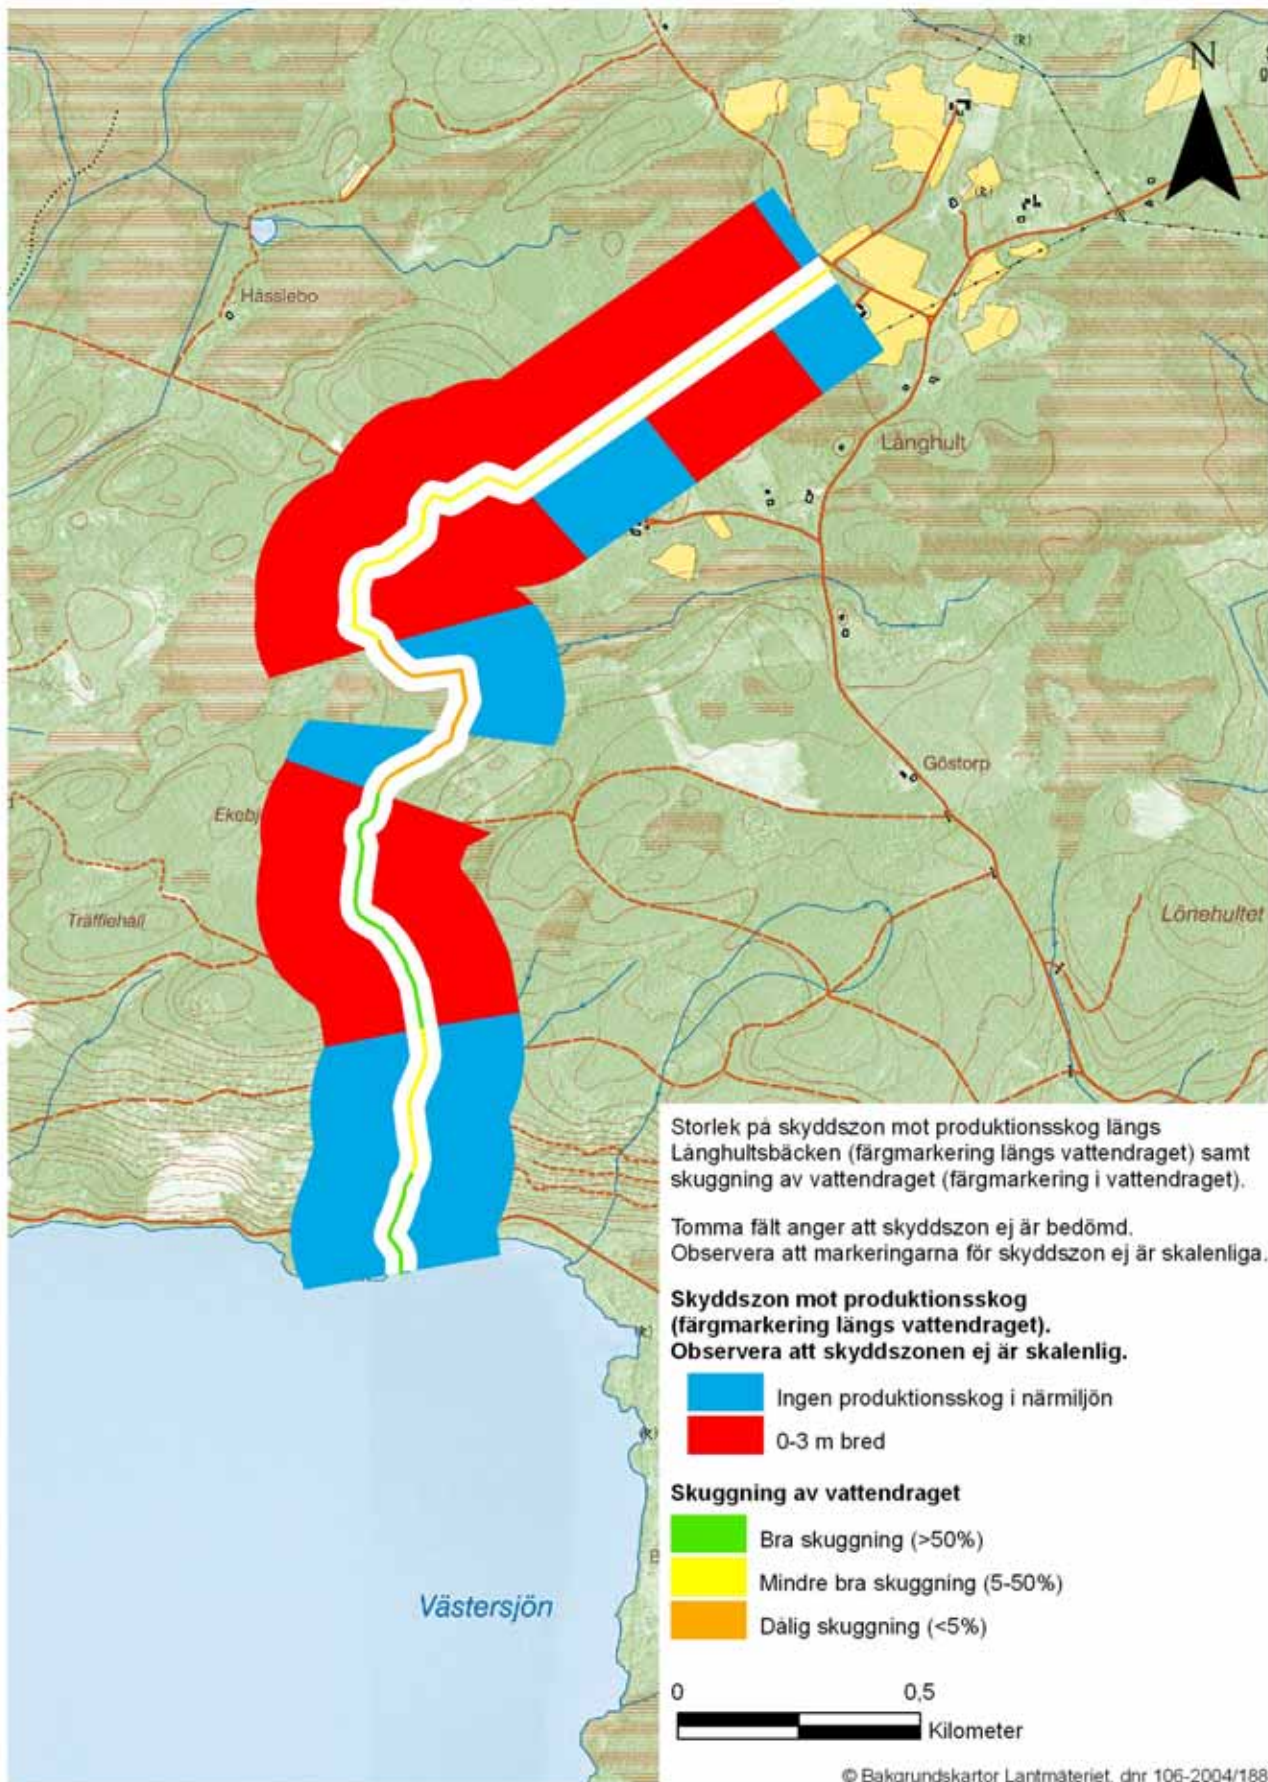 N
(R)
(R)
g
Hässlebo
Långhult
Göstorp
Ekebj
Träfflehall
Lönehultet
Storlek på skyddszon mot produktionsskog längs
Långhultsbäcken (färgmarkering längs vattendraget) samt
skuggning av vattendraget (färgmarkering i vattendraget).
Tomma fält anger att skyddszon ej är bedömd.
Observera att markeringarna för skyddszon ej är skalenliga.
Skyddszon mot produktionsskog
(färgmarkering längs vattendraget).
Observera att skyddszonen ej är skalenlig.
Ingen produktionsskog i närmiljön
0-3 m bred
(R)
Skuggning av vattendraget
Bra skuggning (>50%)
Mindre bra skuggning (5-50%)
Dålig skuggning (<5%)
Västersjön
0
0,5
Kilometer
© Bakgrundskartor Lantmäteriet, dnr 106-2004/188